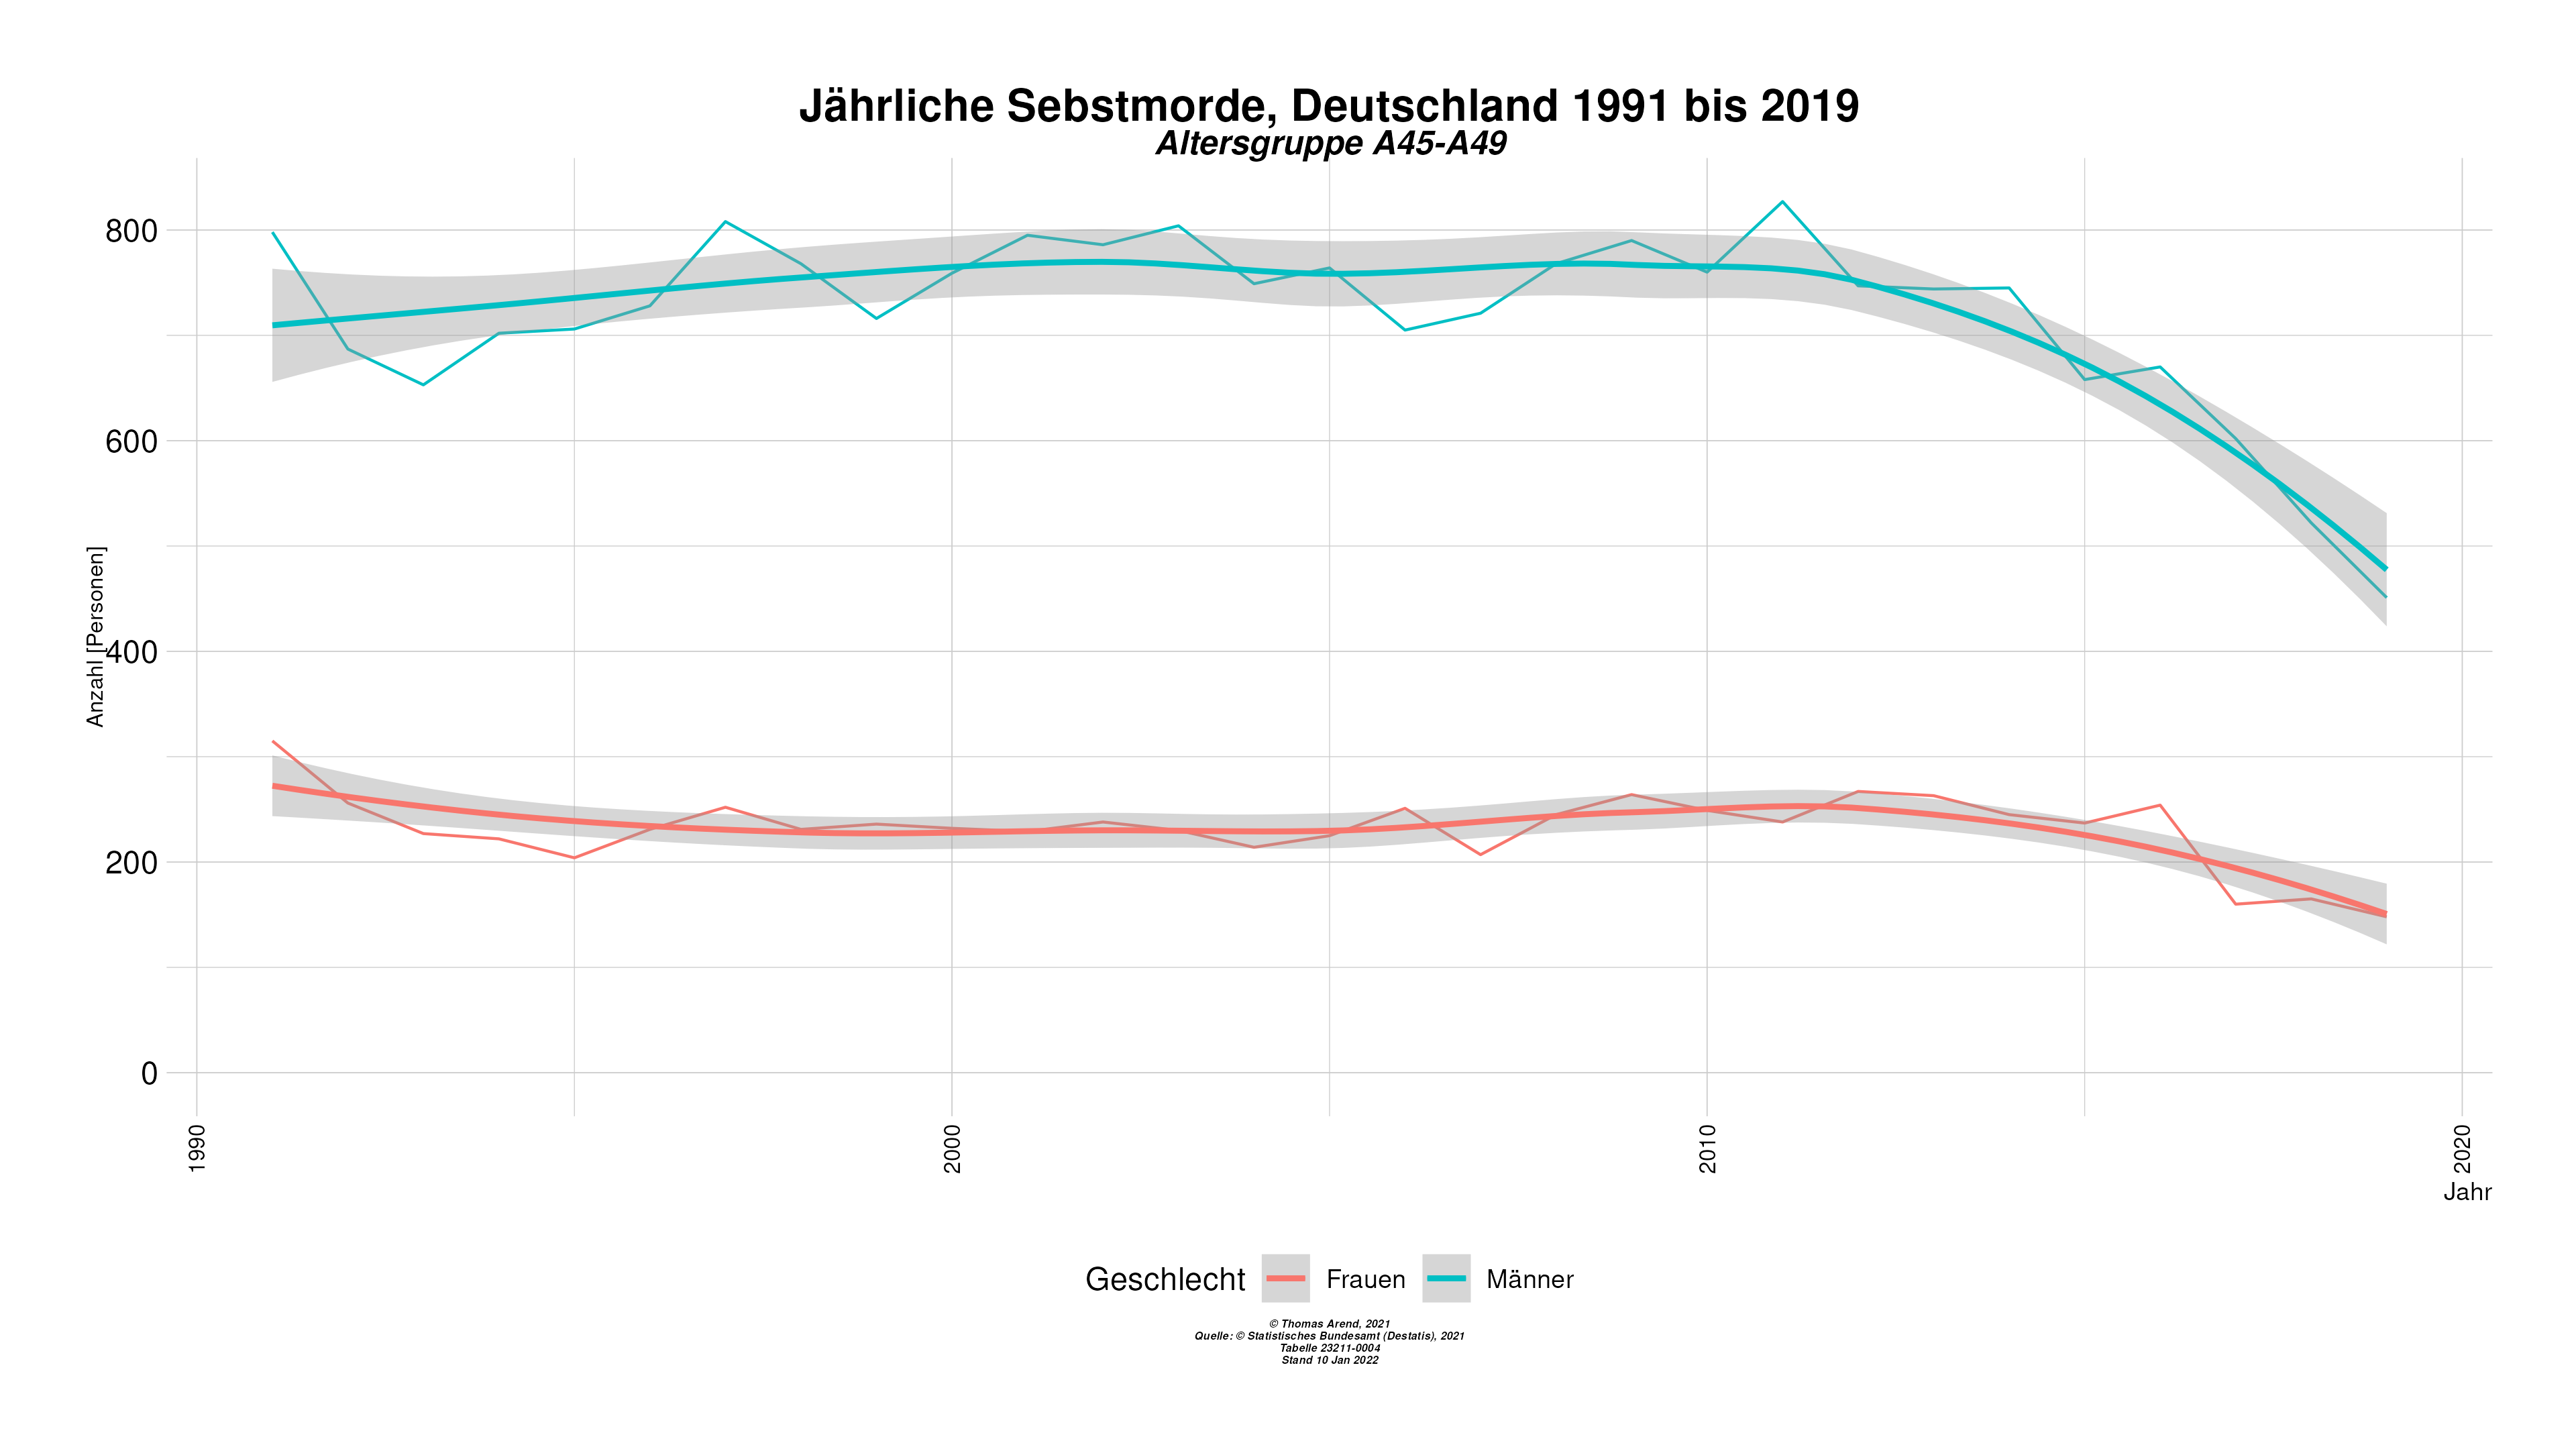 Jährliche Sebstmorde, Deutschland 1991 bis 2019
Altersgruppe A45-A49
Anzahl [Personen]
800
600
400
200
0
1990
2000
2010
2020
Jahr
Geschlecht Frauen Männer
© Thomas Arend, 2021
Quelle: © Statistisches Bundesamt (Destatis), 2021
Tabelle 23211-0004
Stand 10 Jan 2022